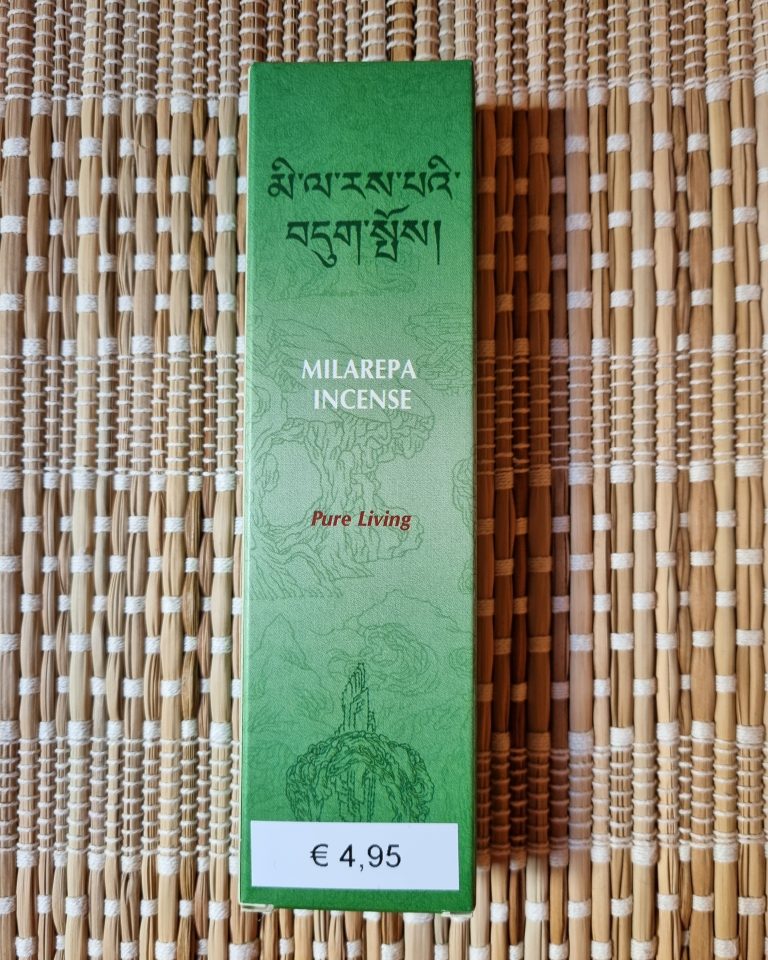 མི་ལ་རས་པའི་
བདུག་སྤོས།
MILAREPA
INCENSE
Pure Living
€ 4,95